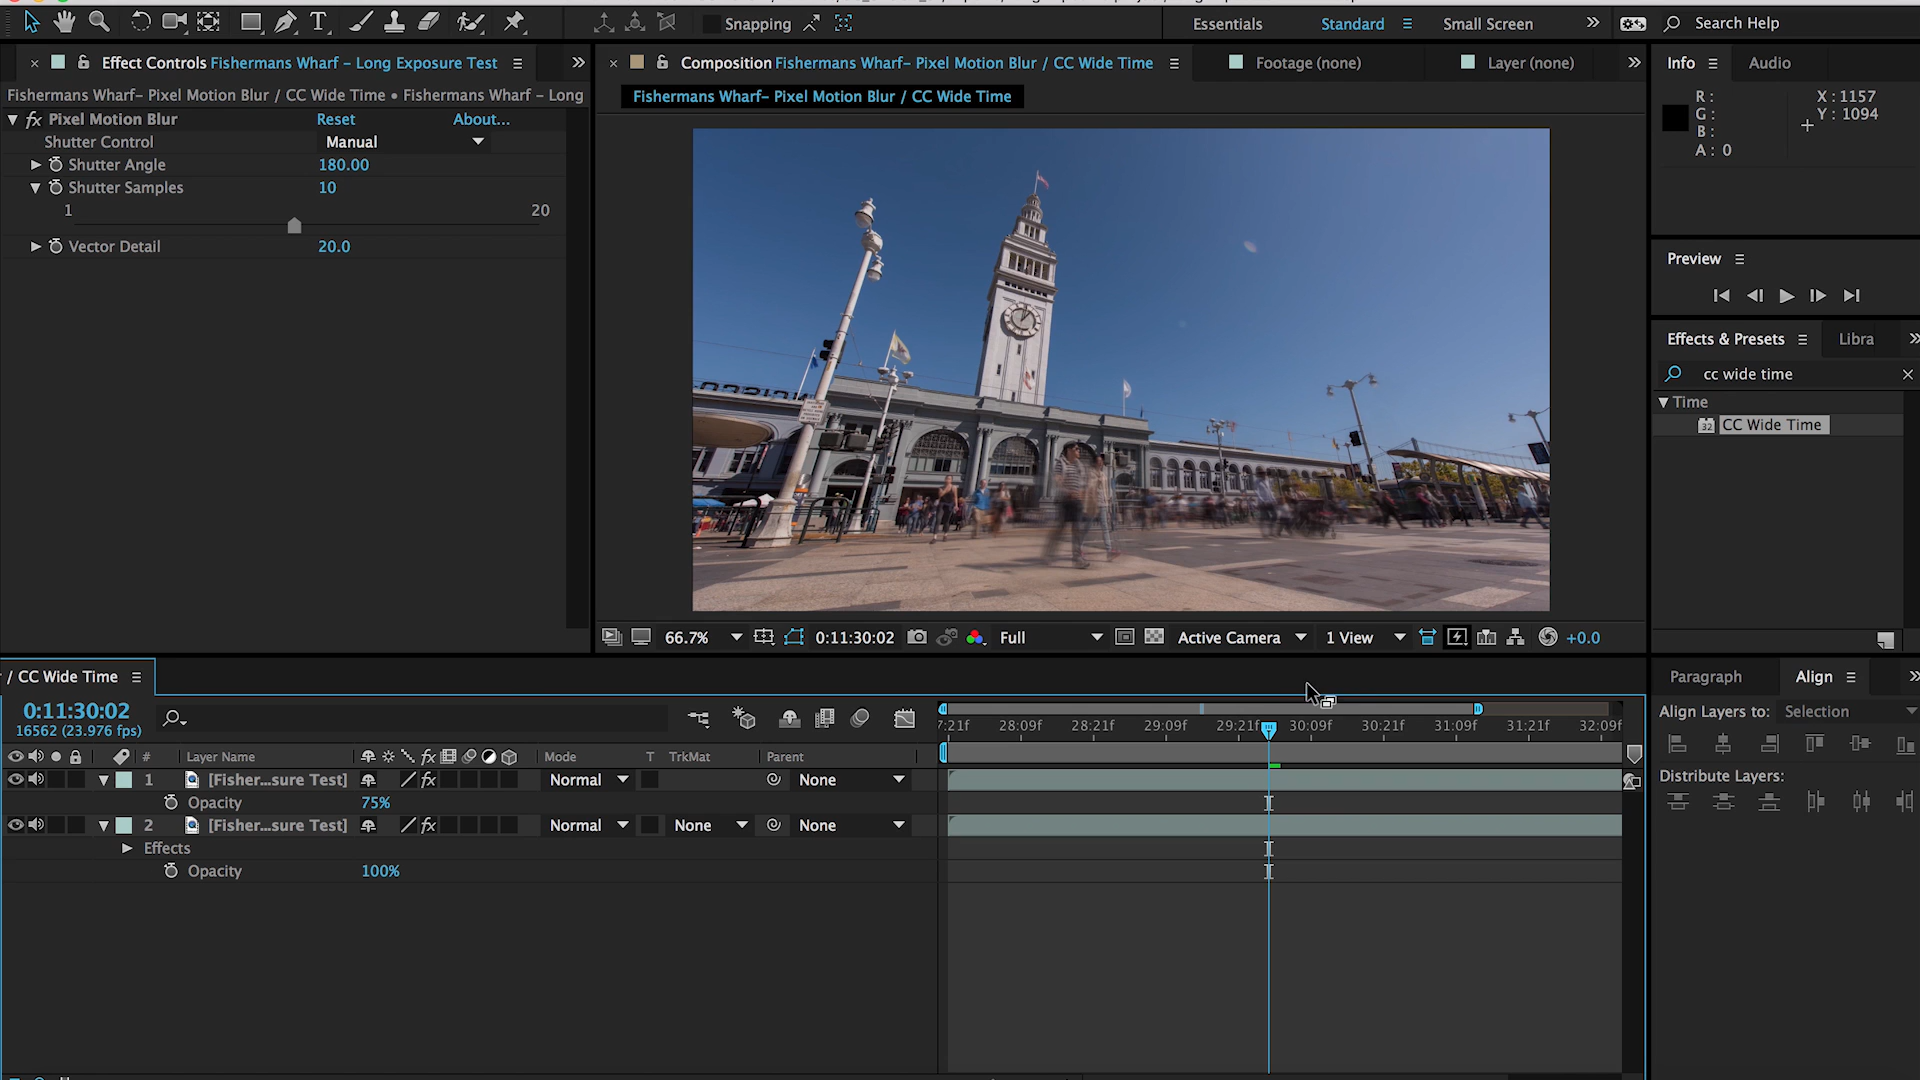 T
Snapping
Essentials
Standard
Small Screen
Search Help
Effect Controls Fishermans Wharf - Long Exposure Test
Composition Fishermans Wharf- Pixel Motion Blur / CC Wide Time
Footage (none)
Layer (none)
Info
Audio
Fishermans Wharf- Pixel Motion Blur / CC Wide Time • Fishermans Wharf - Long
Fishermans Wharf- Pixel Motion Blur / CC Wide Time
R:
G:
B:
A: 0
X: 1157
Y: 1094
fx Pixel Motion Blur
Reset
About...
Shutter Control
Manual
Shutter Angle
180.00
Shutter Samples
10
1
20
Vector Detail
20.0
Preview
Effects & Presets
Libra
cc wide time
Time
32
CC Wide Time
66.7%
0:11:30:02
Full
Active Camera
1 View
+0.0
/ CC Wide Time
Paragraph
Align
0:11:30:02
16562 (23.976 fps)
7:21f
28:09f
28:21f
29:09f
29:21f
30:09f
30:21f
31:09f
31:21f
32:09f
Align Layers to:
Selection
Distribute Layers:
#
Layer Name
fx
Mode
T
TrkMat
Parent
1
[Fisher...sure Test]
fx
Normal
None
Opacity
75%
2
[Fisher...sure Test]
fx
Normal
None
None
Effects
Opacity
100%